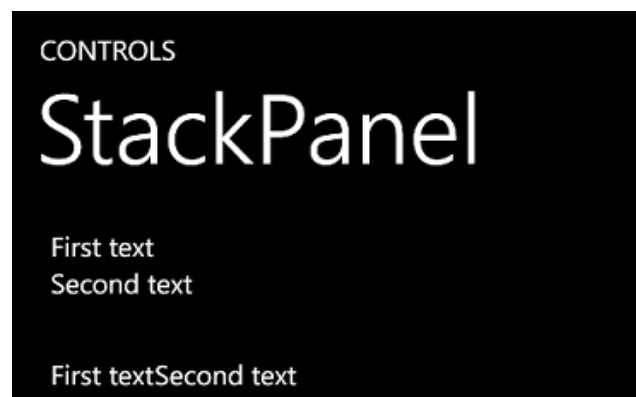 CONTROLS
StackPanel
First text
Second text
First textSecond text